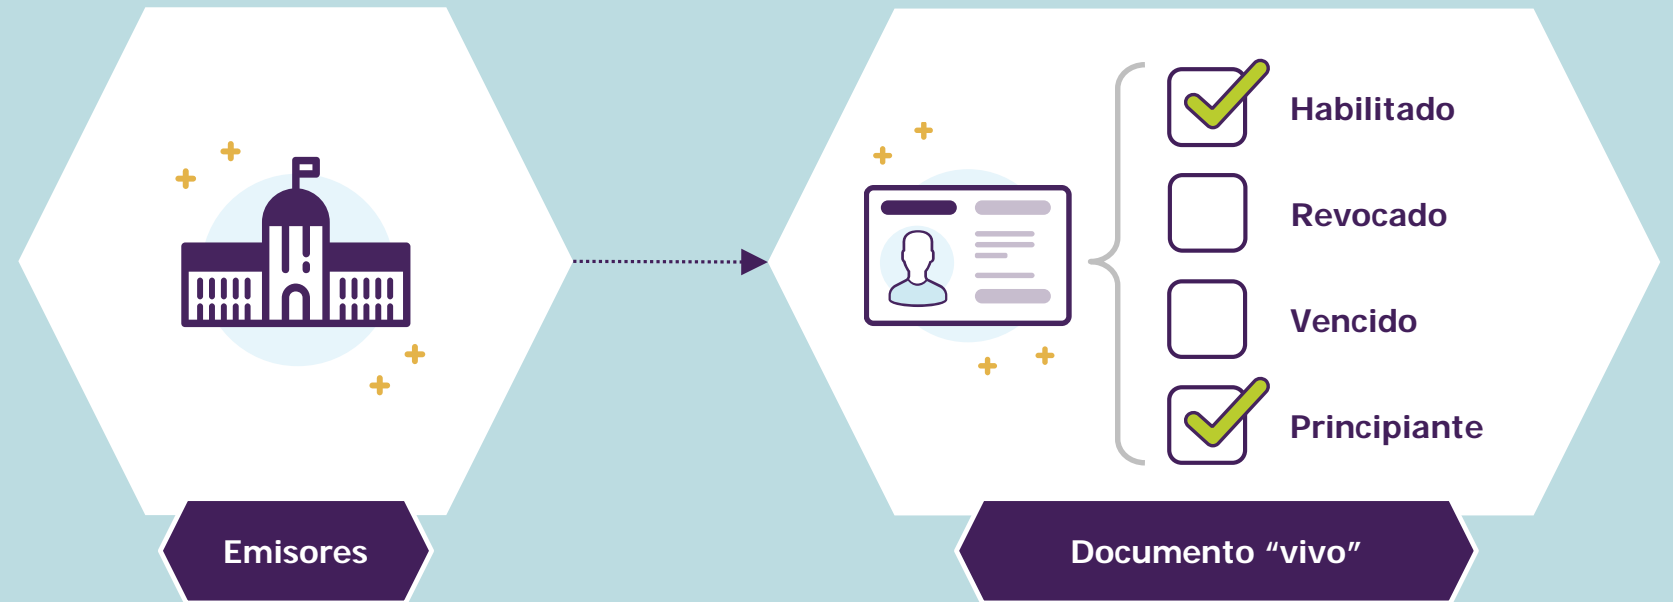 Habilitado
Revocado
Vencido
Principiante
Emisores
Documento “vivo”